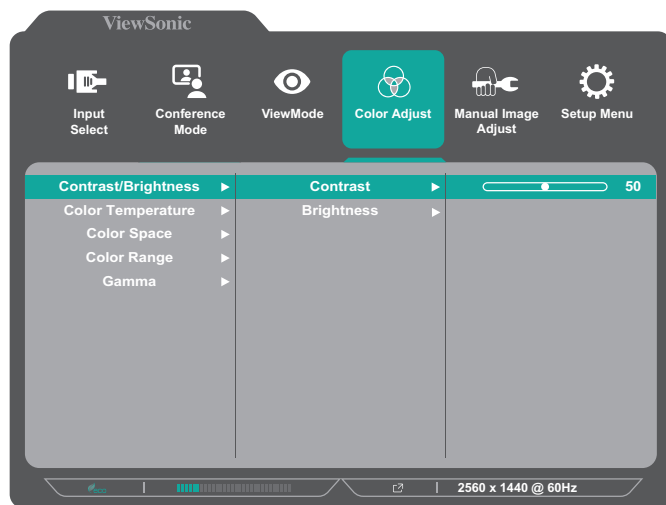 ViewSonic
Input Select
Conference Mode
ViewMode
Color Adjust
Manual Image Adjust
Setup Menu
Contrast/Brightness
Contrast
50
Color Temperature
Brightness
Color Space
Color Range
Gamma
eco
2560 x 1440 @ 60Hz